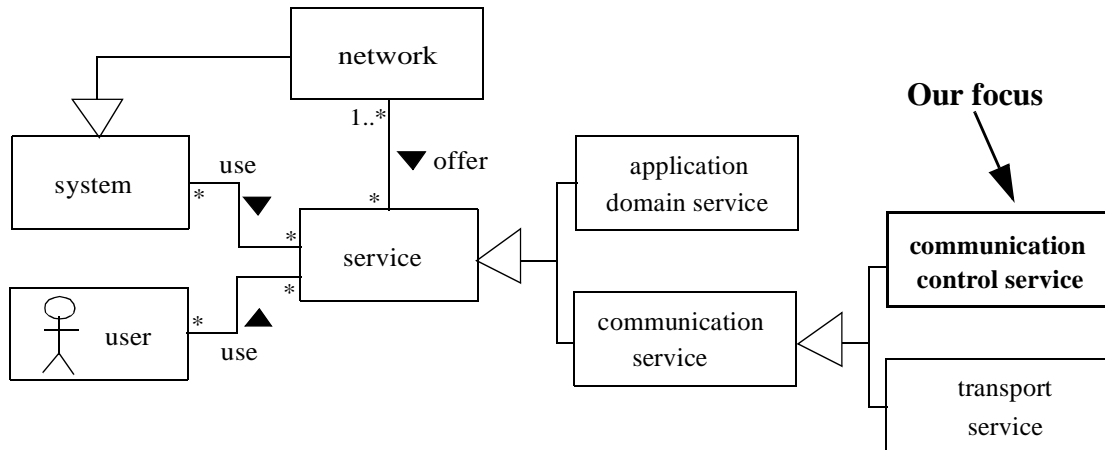 network
Our focus
1..*
use
offer
application
domain service
system
*
*
communication
control service
*
service
*
user
*
use
communication
service
transport
service